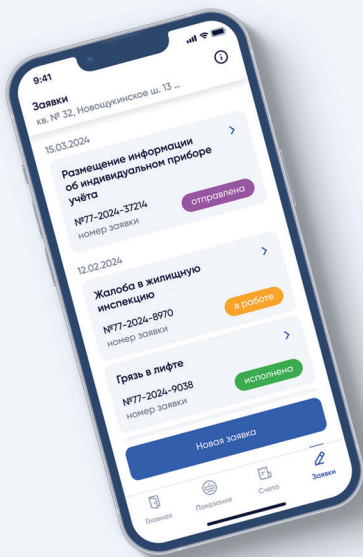 9:41
Заявки
кв. № 32, Новощукинское ш. 13 ...
15.03.2024
Размещение информации
об индивидуальном приборе
учёта
№77-2024-37214
номер заявки
отправлена
12.02.2024
Жалоба в жилищную
инспекцию
№77-2024-8970
номер заявки
в работе
Грязь в лифте
№77-2024-9038
номер заявки
исполнена
Новая заявка
Главная
Показания
Счета
Заявки